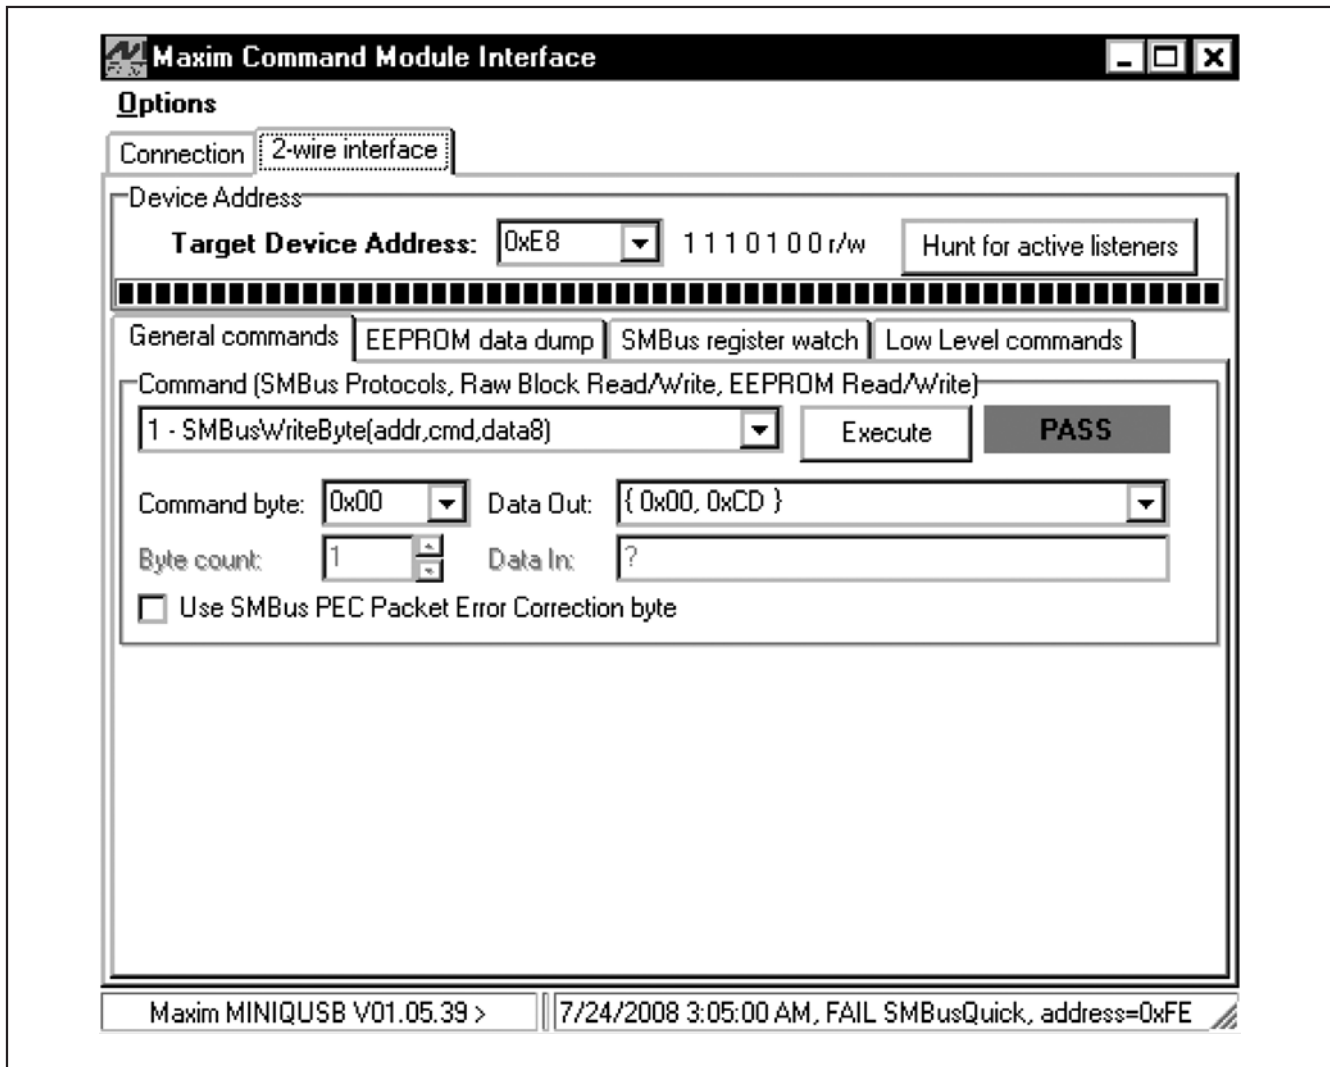 Maxim Command Module Interface
Options
Connection 2-wire interface
Device Address
Target Device Address: 0xE8 1 1 1 0 1 0 0 r/w Hunt for active listeners
General commands EEPROM data dump SMBus register watch Low Level commands
Command (SMBus Protocols, Raw Block Read/Write, EEPROM Read/Write)
1 - SMBusWriteByte(addr,cmd,data8) Execute PASS
Command byte: 0x00 Data Out: { 0x00, 0xCD }
Byte count: 1 Data In: ?
Use SMBus PEC Packet Error Correction byte
Maxim MINIQUSB V01.05.39 > 7/24/2008 3:05:00 AM, FAIL SMBusQuick, address=0xFE